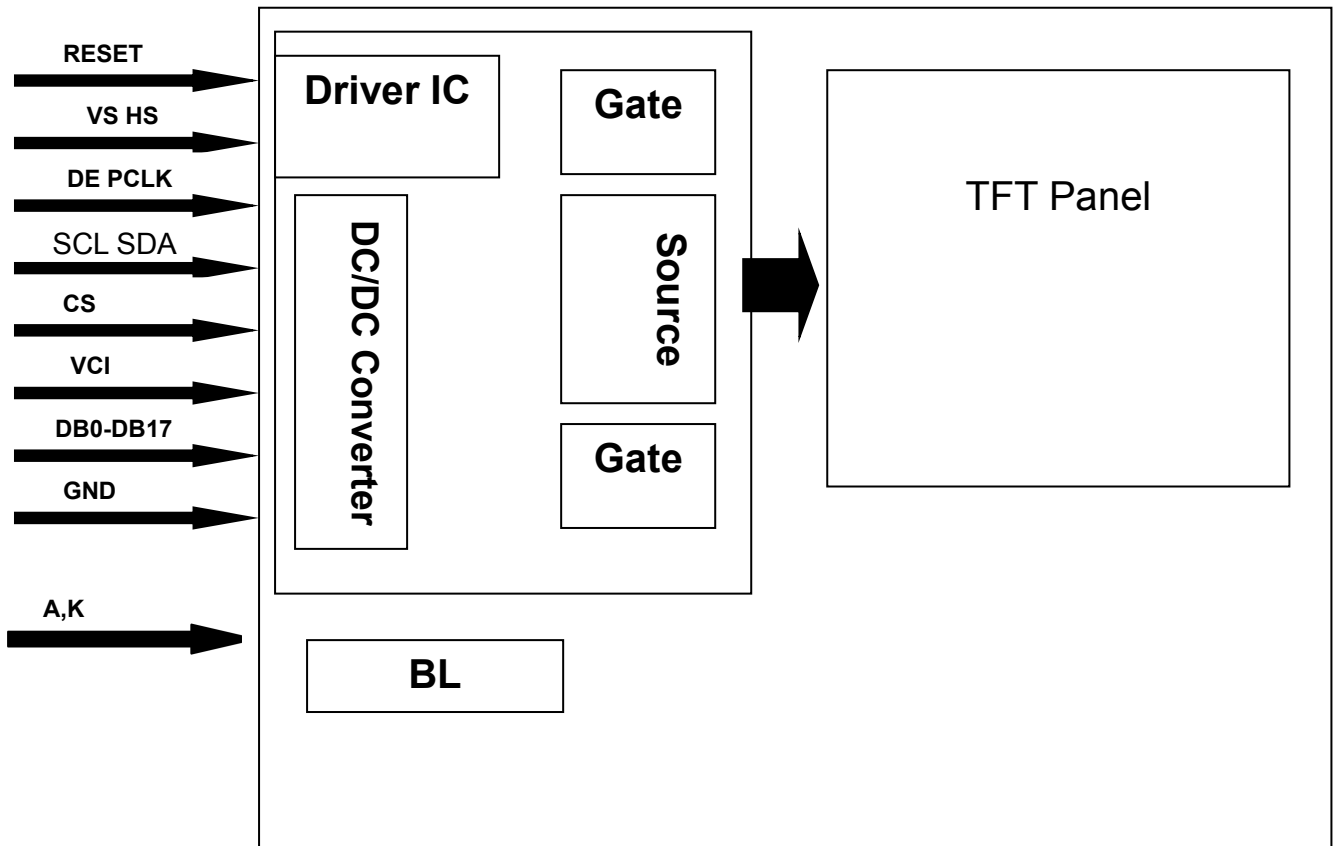 RESET
VS HS
DE PCLK
SCL SDA
CS
VCI
DB0-DB17
GND
A,K
Driver IC
DC/DC Converter
Gate
Source
Gate
BL
TFT Panel